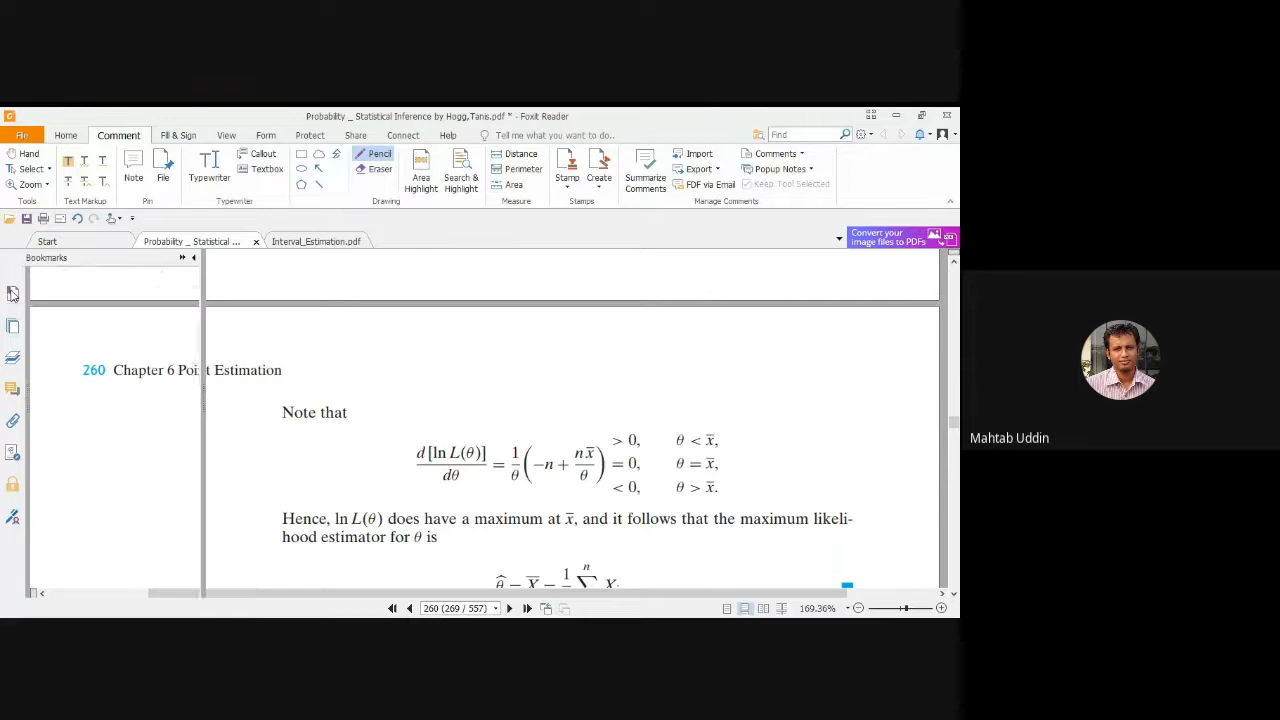 Probability _ Statistical Inference by Hogg,Tanis.pdf * - Foxit Reader
File Home Comment Fill & Sign View Form Protect Share Connect Help Tell me what you want to do.. Find
Hand Select Zoom Tools
Text Markup
Note File Pin
Typewriter Callout Textbox Typewriter
Pencil Eraser Area Highlight Search & Highlight Drawing
Distance Perimeter Area Measure
Stamp Create Stamps
Summarize Comments Import Export FDF via Email Comments Popup Notes Keep Tool Selected Manage Comments
Start Probability _ Statistical ... Interval_Estimation.pdf Convert your image files to PDFs
Bookmarks
260 Chapter 6 Point Estimation
Note that
d [ln L(θ)] / dθ = 1/θ ( −n + n x̄ / θ )
> 0, θ < x̄,
= 0, θ = x̄,
< 0, θ > x̄.
Hence, ln L(θ) does have a maximum at x̄, and it follows that the maximum likeli-
hood estimator for θ is
n
260 (269 / 557) 169.36%
Mahtab Uddin